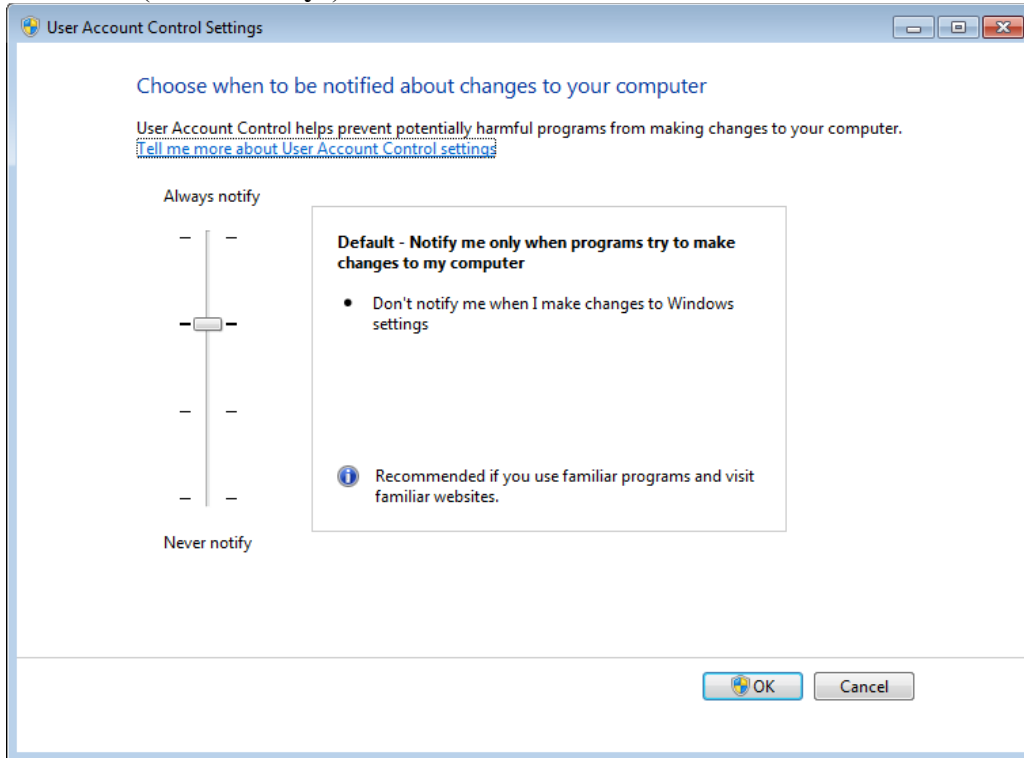 User Account Control Settings
Choose when to be notified about changes to your computer
User Account Control helps prevent potentially harmful programs from making changes to your computer.
Tell me more about User Account Control settings
Always notify
Default - Notify me only when programs try to make
changes to my computer
• Don't notify me when I make changes to Windows
settings
Recommended if you use familiar programs and visit
familiar websites.
Never notify
OK
Cancel